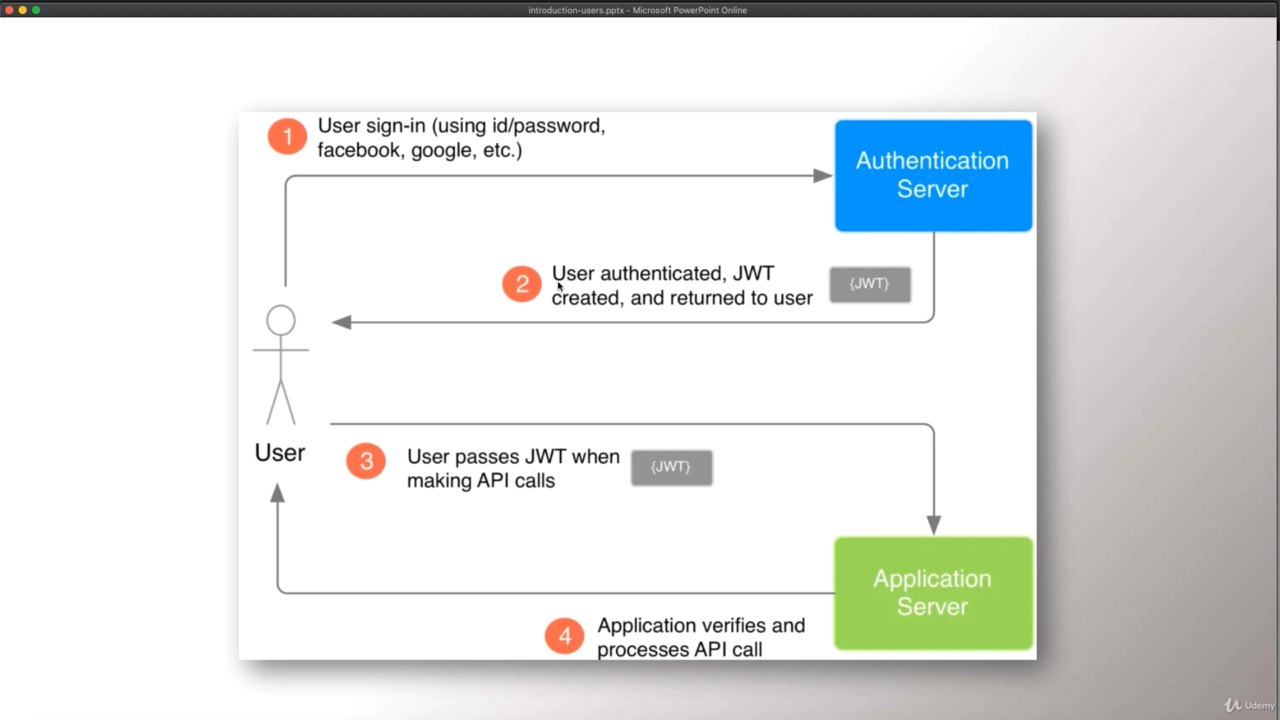 introduction-users.pptx - Microsoft PowerPoint Online
1
User sign-in (using id/password,
facebook, google, etc.)
Authentication
Server
2
User authenticated, JWT
created, and returned to user
{JWT}
User
3
User passes JWT when
making API calls
{JWT}
Application
Server
4
Application verifies and
processes API call
Udemy